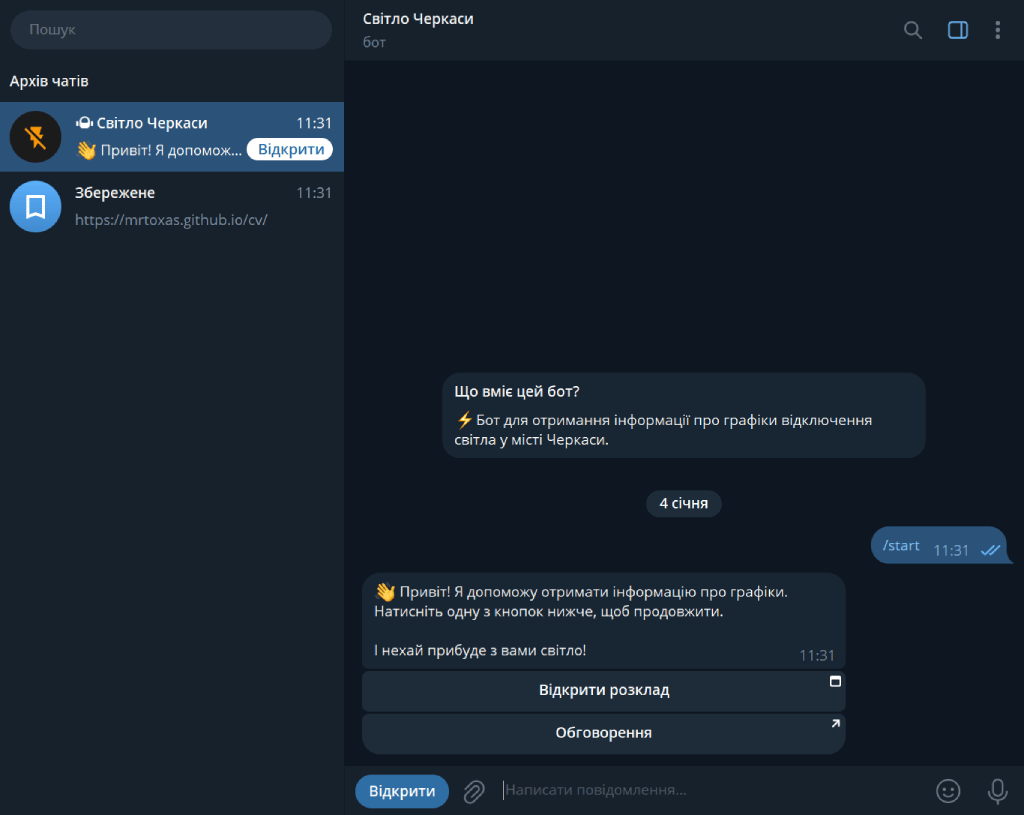 Пошук
Архів чатів
Світло Черкаси 11:31
👋 Привіт! Я допомож... Відкрити
Збережене 11:31
https://mrtoxas.github.io/cv/
Світло Черкаси
бот
Що вміє цей бот?
⚡ Бот для отримання інформації про графіки відключення
світла у місті Черкаси.
4 січня
/start 11:31
👋 Привіт! Я допоможу отримати інформацію про графіки.
Натисніть одну з кнопок нижче, щоб продовжити.
І нехай прибуде з вами світло!
11:31
Відкрити розклад
Обговорення
Відкрити
Написати повідомлення...